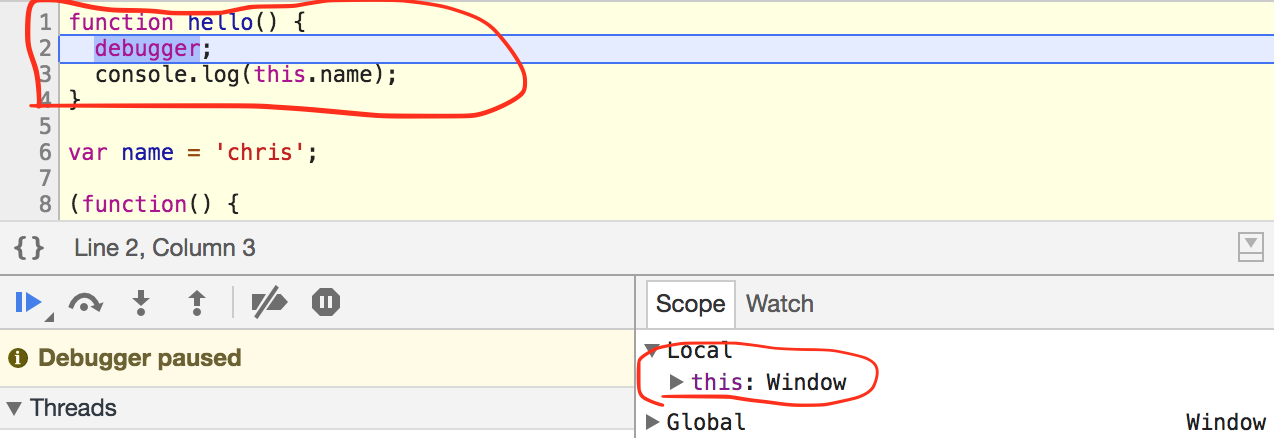 1 function hello() {
2 debugger;
3 console.log(this.name);
4 }
5
6 var name = 'chris';
7
8 (function() {
{} Line 2, Column 3
Debugger paused
Threads
Scope Watch
Local
this: Window
Global Window